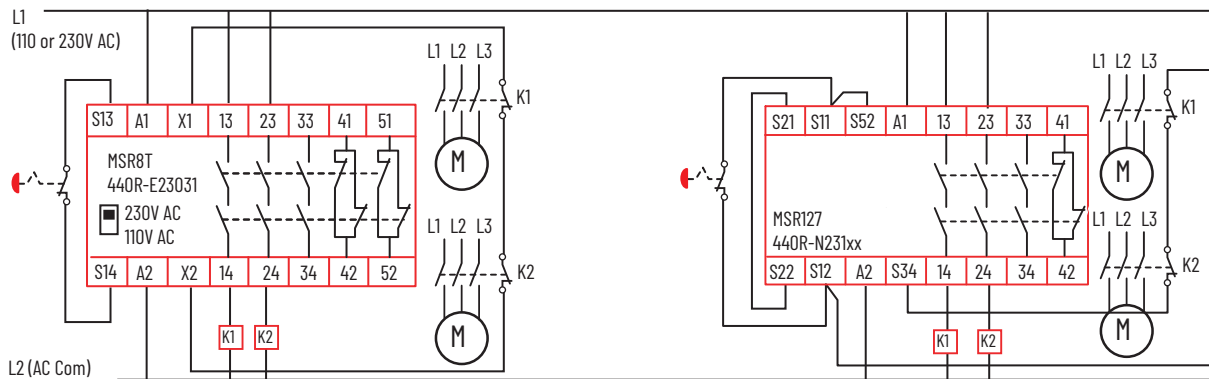 L1
(110 or 230V AC)
S13 A1 X1 13 23 33 41 51
MSR8T
440R-E23031
230V AC
110V AC
S14 A2 X2 14 24 34 42 52
K1 K2
L2 (AC Com)
L1 L2 L3
K1
M
L1 L2 L3
K2
M
S21 S11 S52 A1 13 23 33 41
MSR127
440R-N231xx
S22 S12 A2 S34 14 24 34 42
K1 K2
L1 L2 L3
K1
M
L1 L2 L3
K2
M